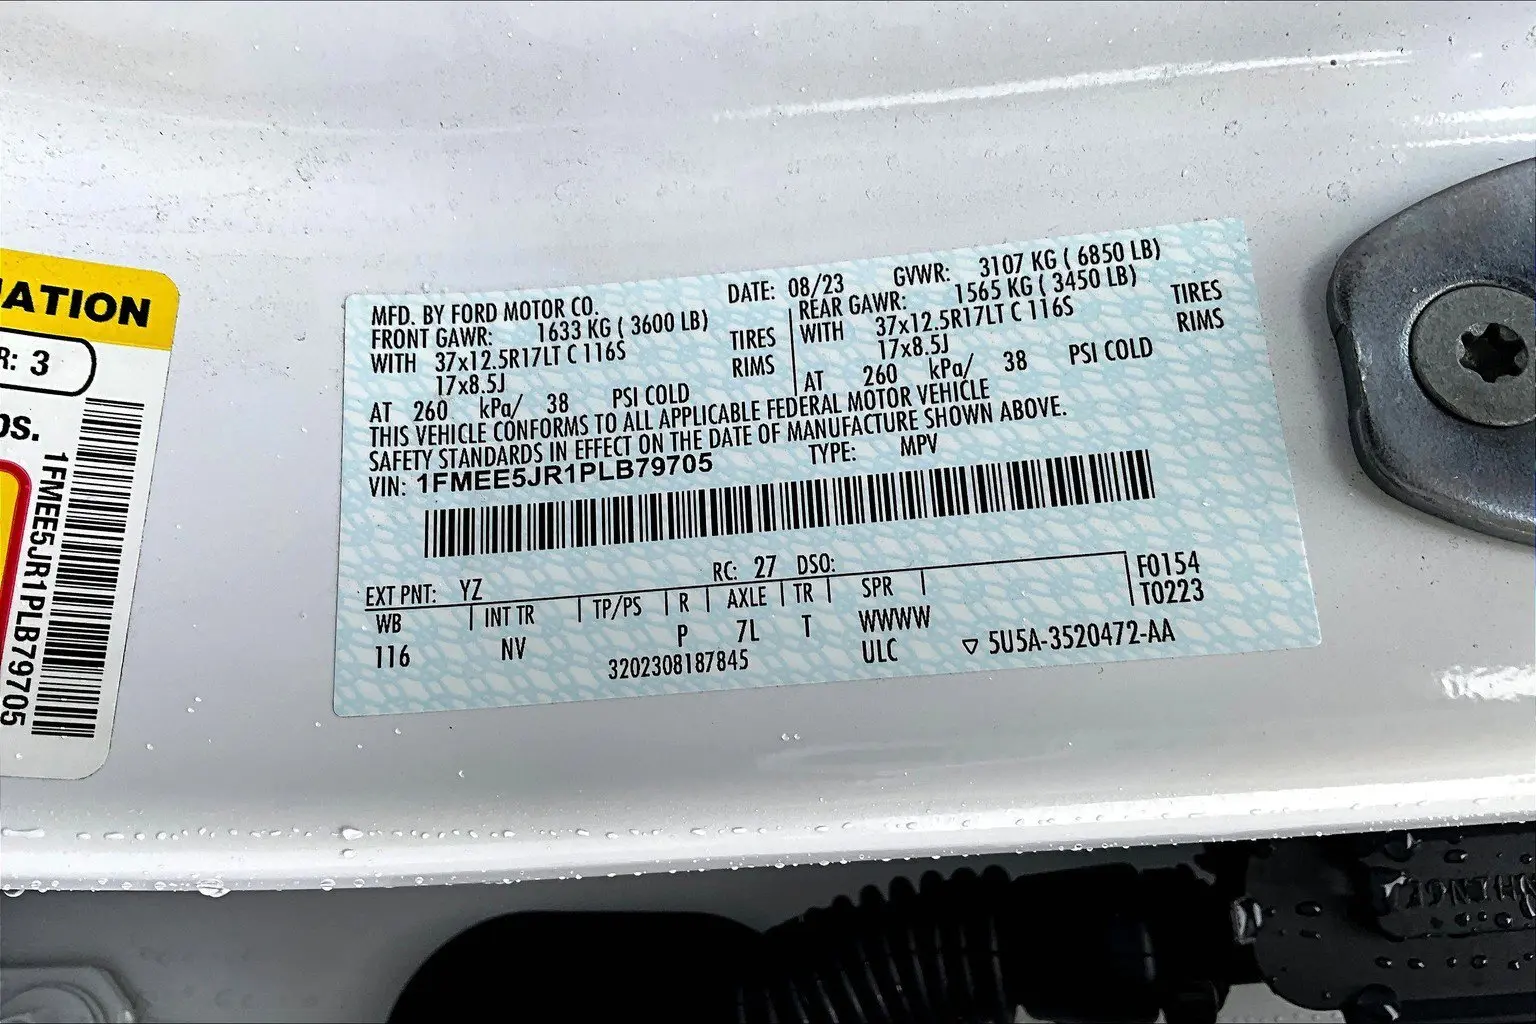 ATION
R: 3
os.
1FMEE5JR1PLB79705
MFD. BY FORD MOTOR CO. DATE: 08/23 GVWR: 3107 KG ( 6850 LB)
FRONT GAWR: 1633 KG ( 3600 LB)
WITH 37x12.5R17LT C 116S TIRES
17x8.5J RIMS
AT 260 kPa/ 38 PSI COLD
REAR GAWR: 1565 KG ( 3450 LB)
WITH 37x12.5R17LT C 116S TIRES
17x8.5J RIMS
AT 260 kPa/ 38 PSI COLD
THIS VEHICLE CONFORMS TO ALL APPLICABLE FEDERAL MOTOR VEHICLE
SAFETY STANDARDS IN EFFECT ON THE DATE OF MANUFACTURE SHOWN ABOVE.
VIN: 1FMEE5JR1PLB79705 TYPE: MPV
EXT PNT: YZ RC: 27 DSO: F0154
WB INT TR TP/PS R AXLE TR SPR T0223
116 NV P 7L T WWWW
3202308187845 ULC ▽ 5U5A-3520472-AA